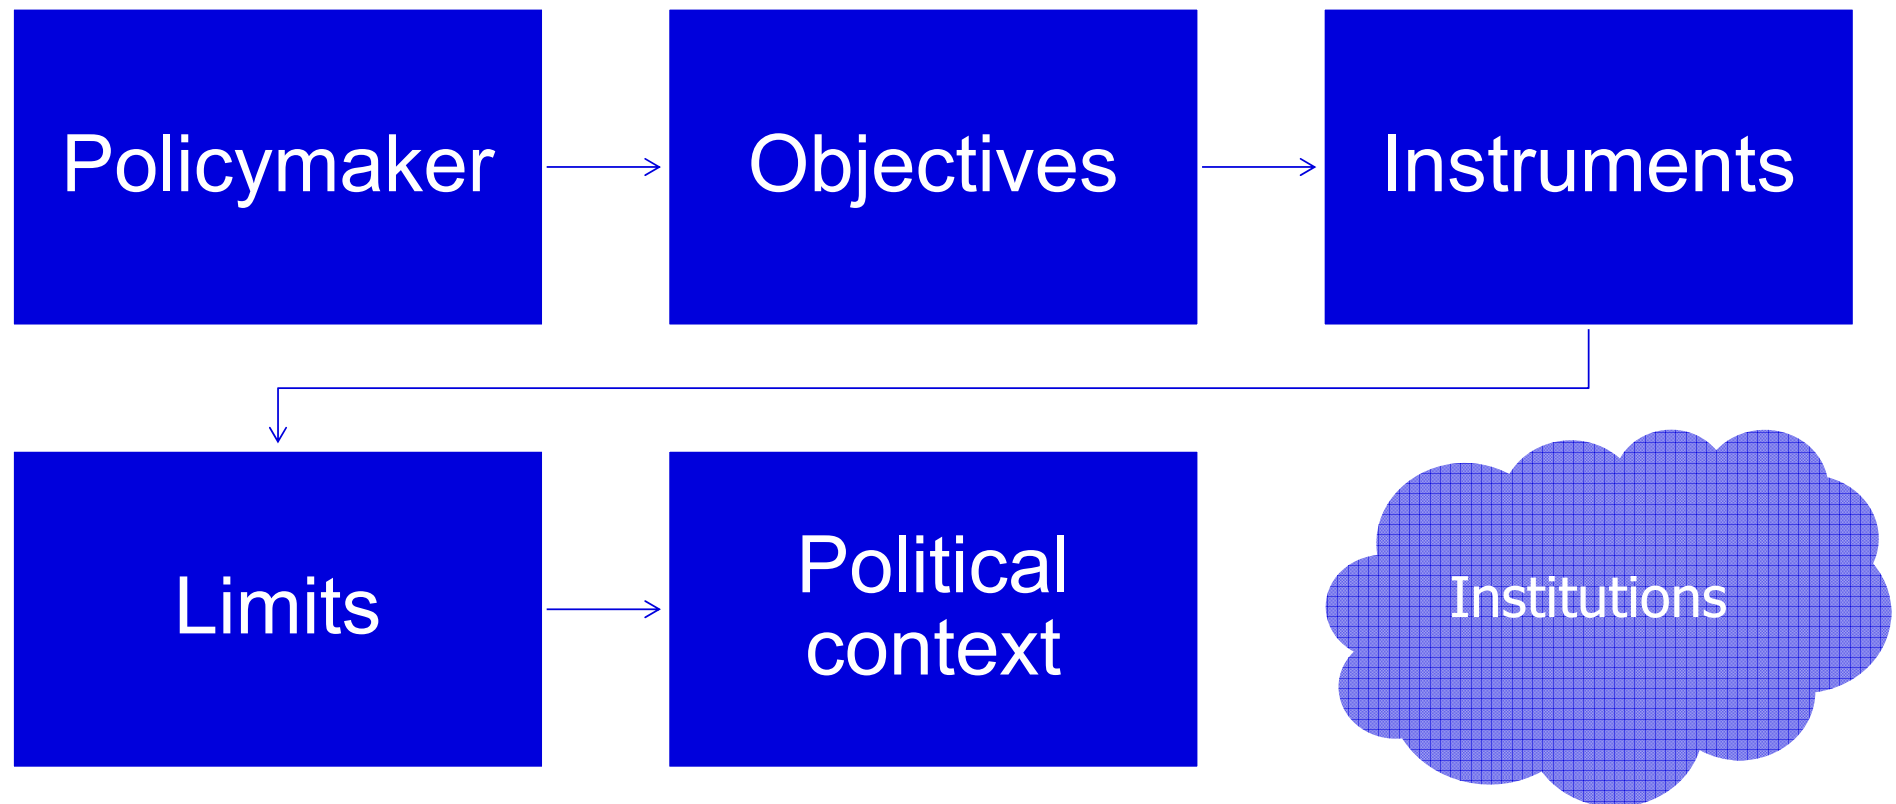 Policymaker
Objectives
Instruments
Limits
Political
context
Institutions